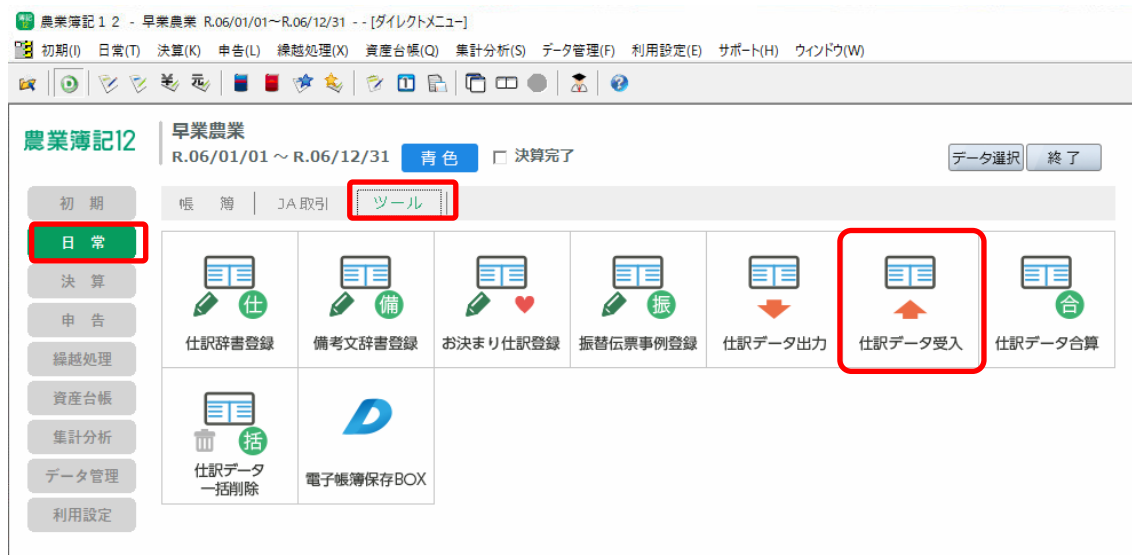 農業簿記１２ - 早業農業 R.06/01/01～R.06/12/31 - - [ダイレクトメニュー]
初期(I) 日常(T) 決算(K) 申告(L) 繰越処理(X) 資産台帳(Q) 集計分析(S) データ管理(F) 利用設定(E) サポート(H) ウィンドウ(W)
農業簿記12
早業農業
R.06/01/01 ～ R.06/12/31 青色 決算完了
データ選択 終了
初期 帳簿 JA取引 ツール
日常
決算
申告
繰越処理
資産台帳
集計分析
データ管理
利用設定
仕 備 振 合
仕訳辞書登録 備考文辞書登録 お決まり仕訳登録 振替伝票事例登録 仕訳データ出力 仕訳データ受入 仕訳データ合算
括
仕訳データ
一括削除
電子帳簿保存BOX